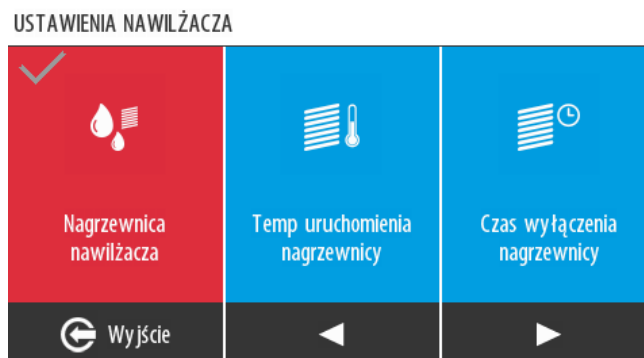 USTAWIENIA NAWILŻACZA
Nagrzewnica
nawilżacza
Temp uruchomienia
nagrzewnicy
Czas wyłączenia
nagrzewnicy
Wyjście